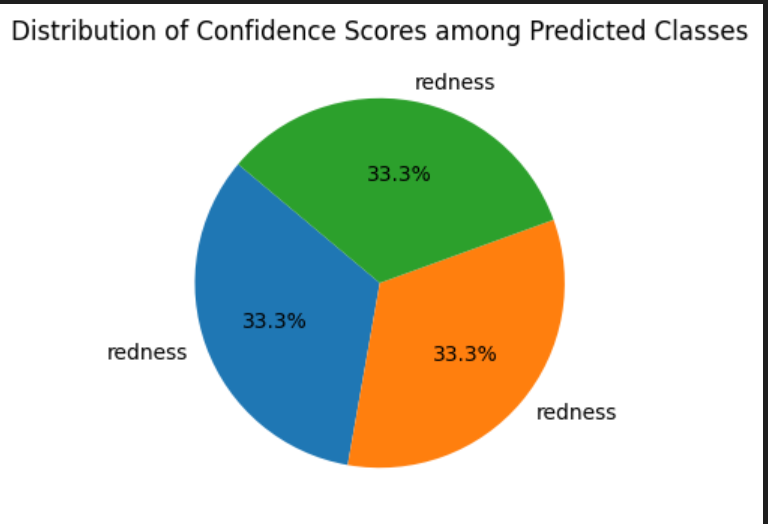 Distribution of Confidence Scores among Predicted Classes
redness
33.3%
33.3%
redness
33.3%
redness